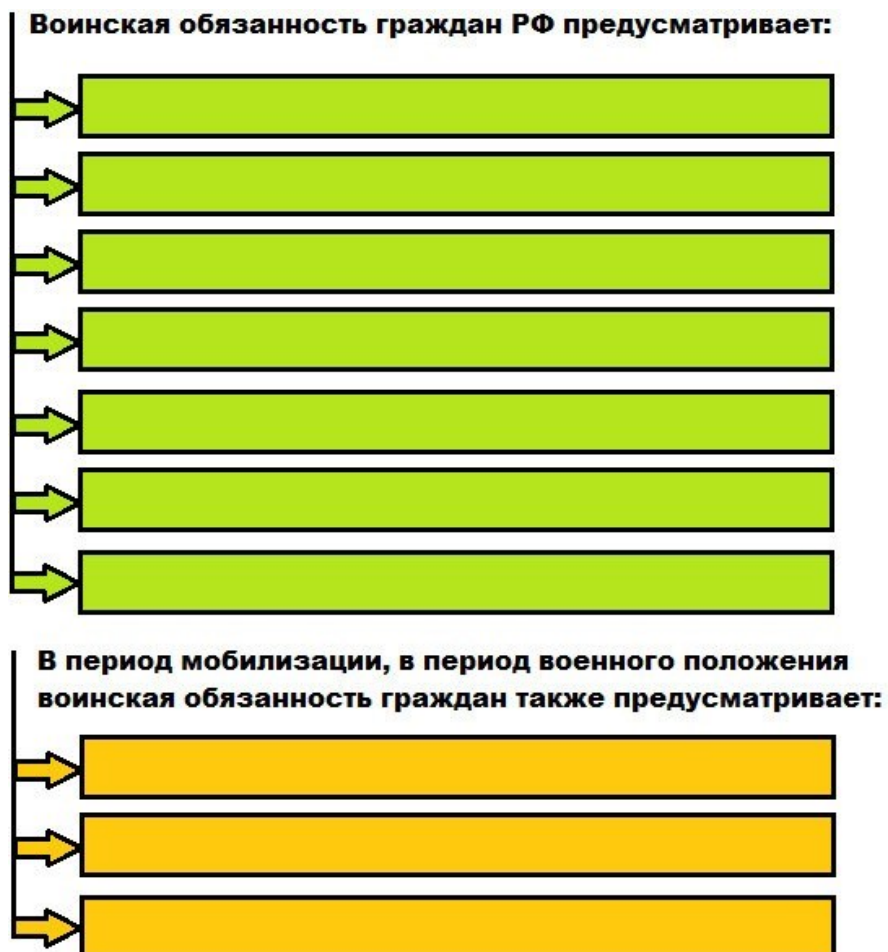 Воинская обязанность граждан РФ предусматривает:
В период мобилизации, в период военного положения
воинская обязанность граждан также предусматривает: